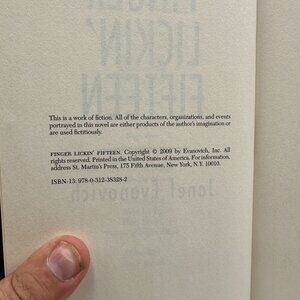 This is a work of fiction. All of the characters, organizations, and events
portrayed in this novel are either products of the author's imagination or
are used fictitiously.
FINGER LICKIN' FIFTEEN. Copyright © 2009 by Evanovich, Inc. All
rights reserved. Printed in the United States of America. For information,
address St. Martin's Press, 175 Fifth Avenue, New York, N.Y. 10010.
ISBN-13: 978-0-312-38328-2